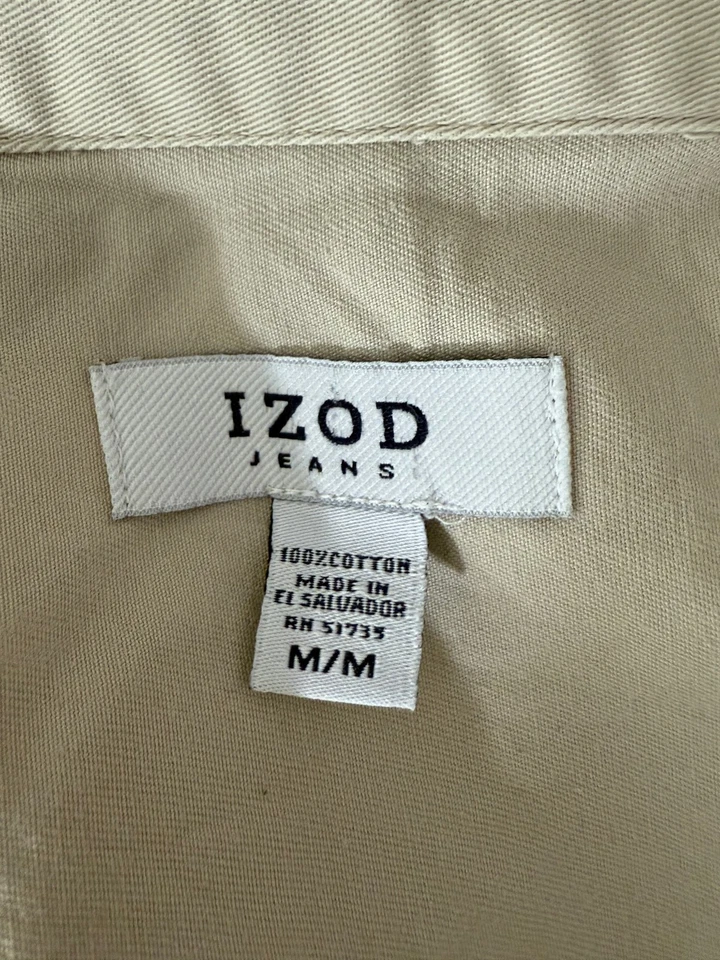 IZOD
JEANS
100% COTTON
MADE IN
EL SALVADOR
RN 51735
M/M